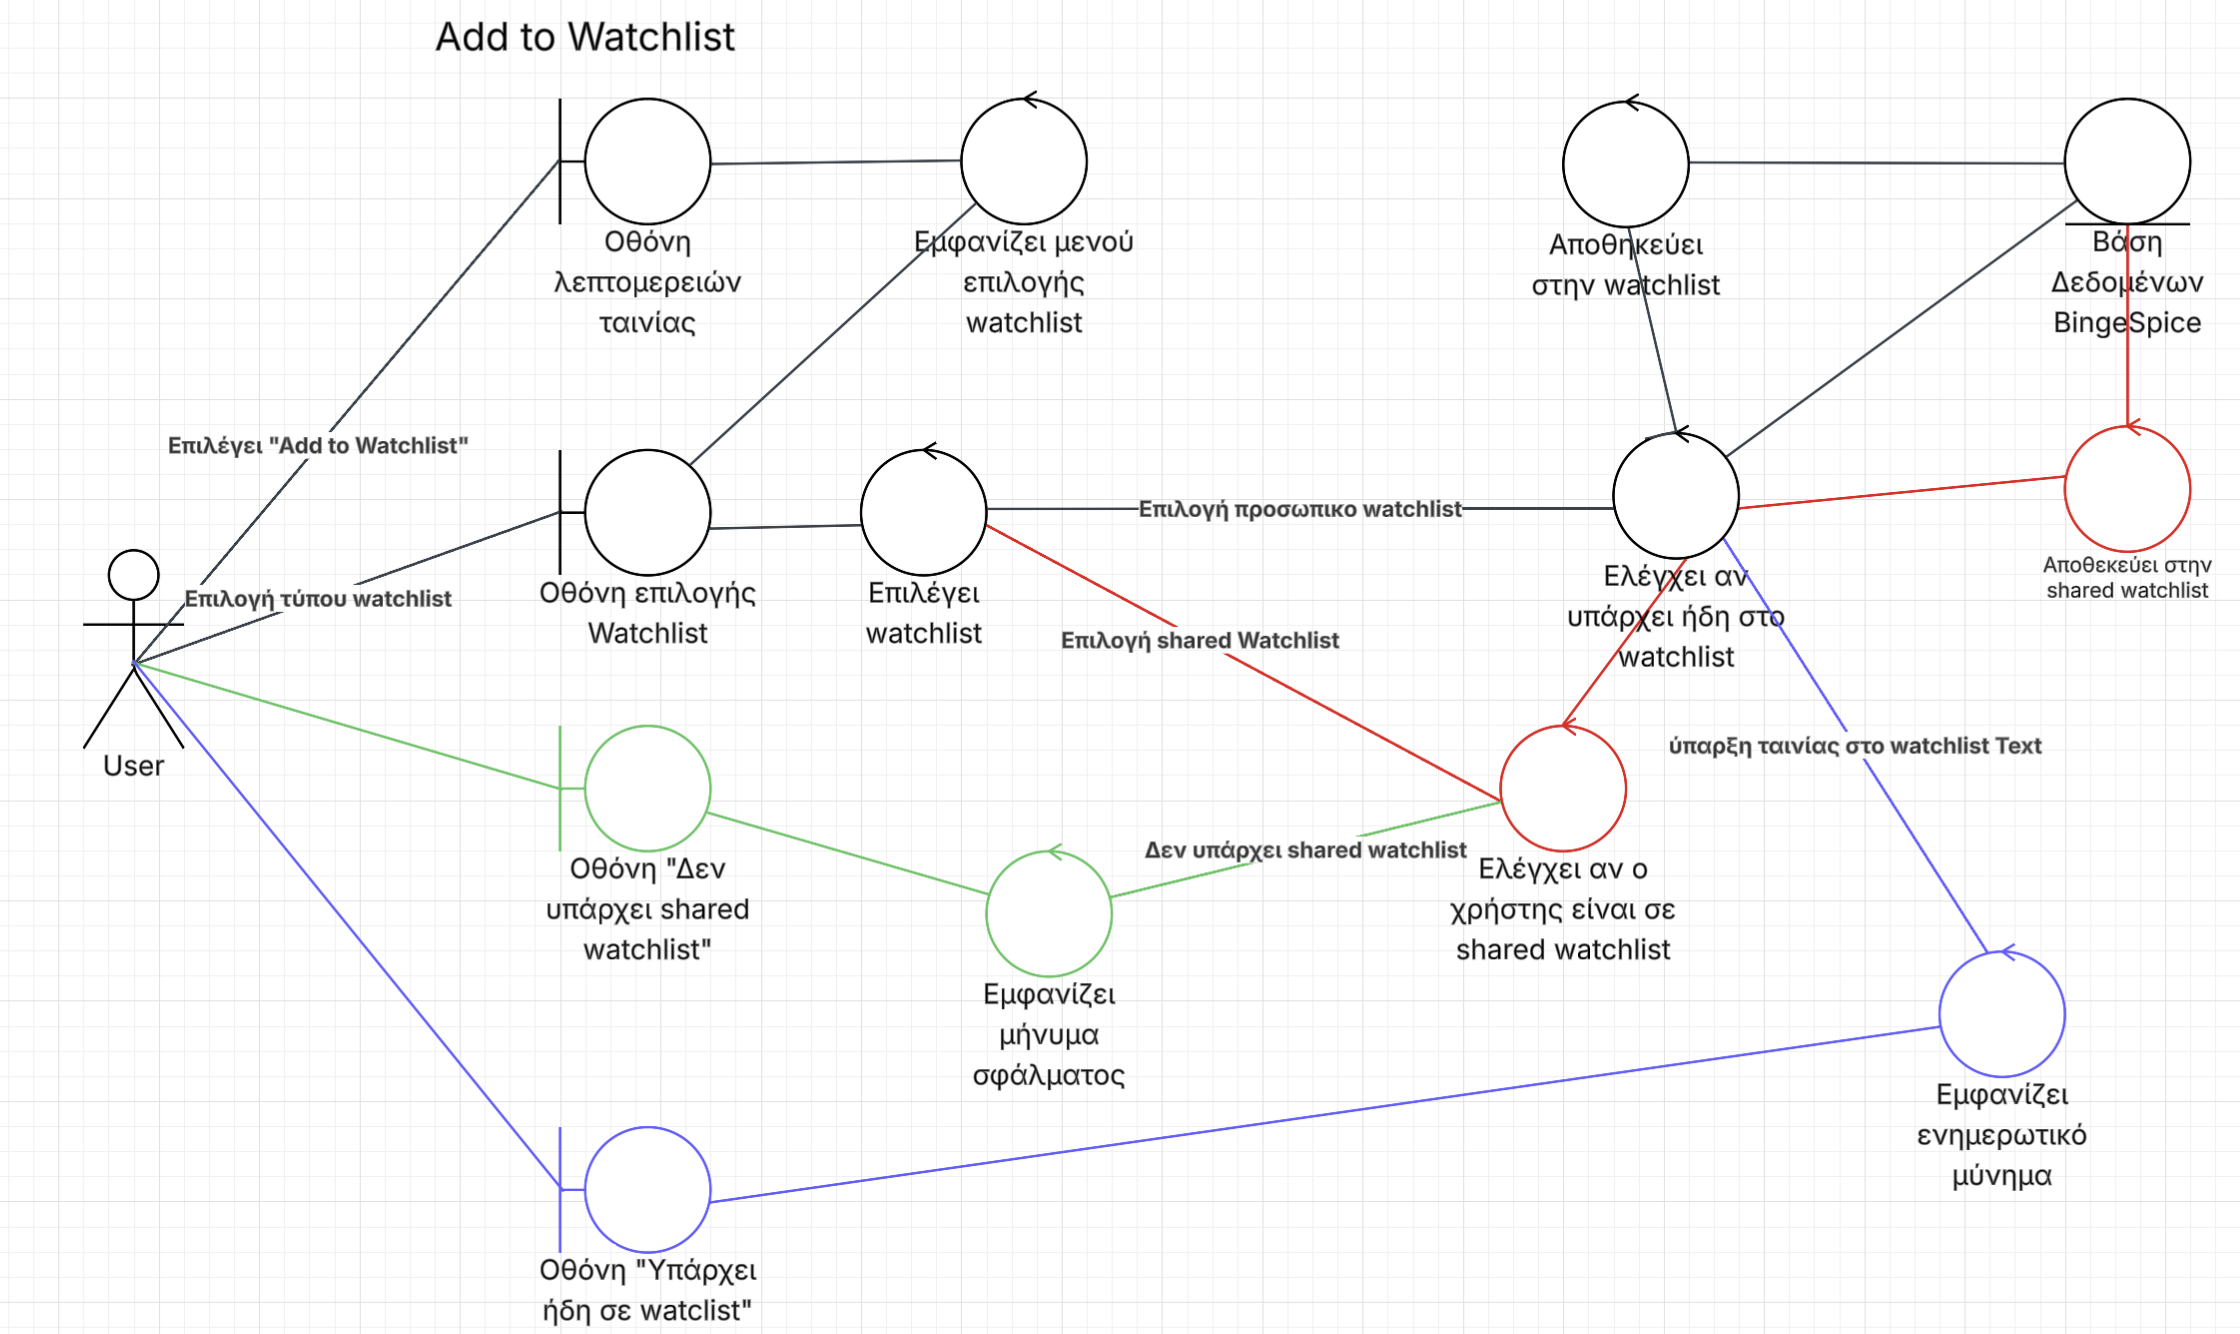 Add to Watchlist
Οθόνη
λεπτομερειών
ταινίας
Εμφανίζει μενού
επιλογής
watchlist
Αποθηκεύει
στην watchlist
Βάση
Δεδομένων
BingeSpice
Επιλέγει "Add to Watchlist"
Επιλογή τύπου watchlist
Οθόνη επιλογής
Watchlist
Επιλέγει
watchlist
Επιλογή προσωπικο watchlist
Επιλογή shared Watchlist
Ελέγχει αν
υπάρχει ήδη στο
watchlist
Αποθεκεύει στην
shared watchlist
User
ύπαρξη ταινίας στο watchlist Text
Οθόνη "Δεν
υπάρχει shared
watchlist"
Δεν υπάρχει shared watchlist
Εμφανίζει
μήνυμα
σφάλματος
Ελέγχει αν ο
χρήστης είναι σε
shared watchlist
Εμφανίζει
ενημερωτικό
μύνημα
Οθόνη "Υπάρχει
ήδη σε watclist"